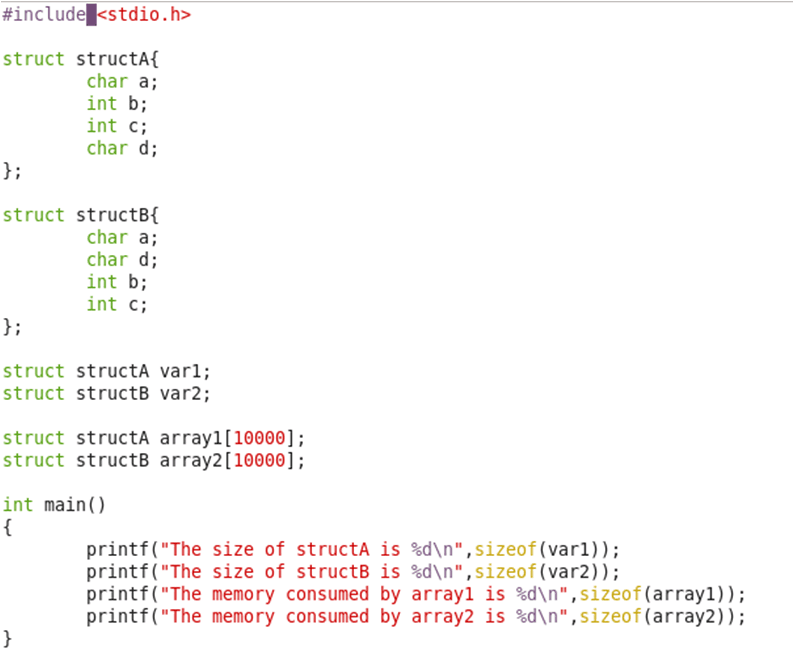 #include <stdio.h>
struct structA{
char a;
int b;
int c;
char d;
};
struct structB{
char a;
char d;
int b;
int c;
};
struct structA var1;
struct structB var2;
struct structA array1[10000];
struct structB array2[10000];
int main()
{
printf("The size of structA is %d\n",sizeof(var1));
printf("The size of structB is %d\n",sizeof(var2));
printf("The memory consumed by array1 is %d\n",sizeof(array1));
printf("The memory consumed by array2 is %d\n",sizeof(array2));
}